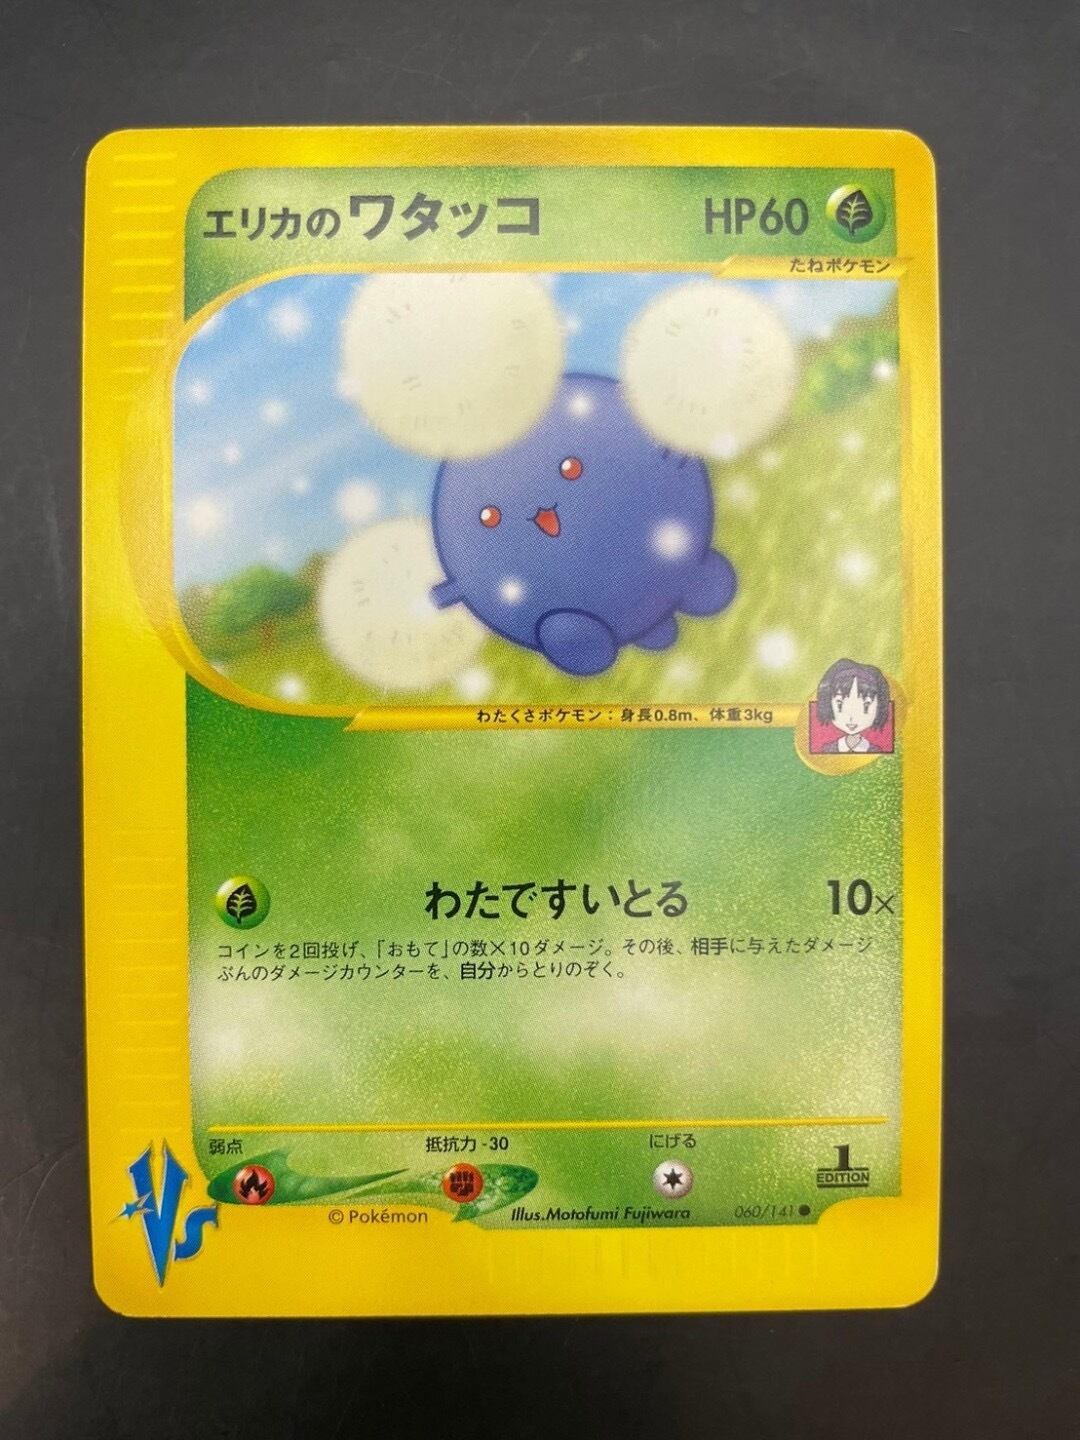 エリカのワタッコ HP60
たねポケモン
わたくさポケモン：身長0.8m、体重3kg
わたですいとる 10×
コインを2回投げ、「おもて」の数×10ダメージ。その後、相手に与えたダメージ
ぶんのダメージカウンターを、自分からとりのぞく。
弱点 抵抗力 -30 にげる
1
EDITION
VS
© Pokémon Illus.Motofumi Fujiwara 060/141●